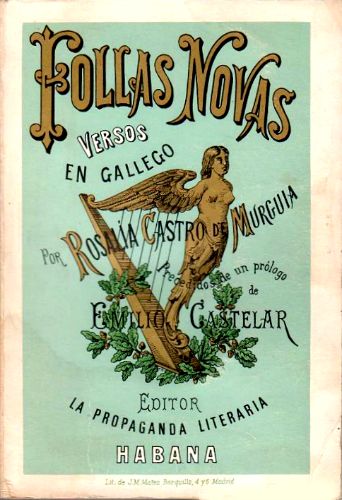 FOLLAS NOVAS
VERSOS
EN GALLEGO
POR ROSALÍA CASTRO DE MURGUIA
Precedidos de un prólogo
de
EMILIO CASTELAR
EDITOR
LA PROPAGANDA LITERARIA
HABANA
Lit. de J. M. Mateu Barquillo, 4 y 6 Madrid